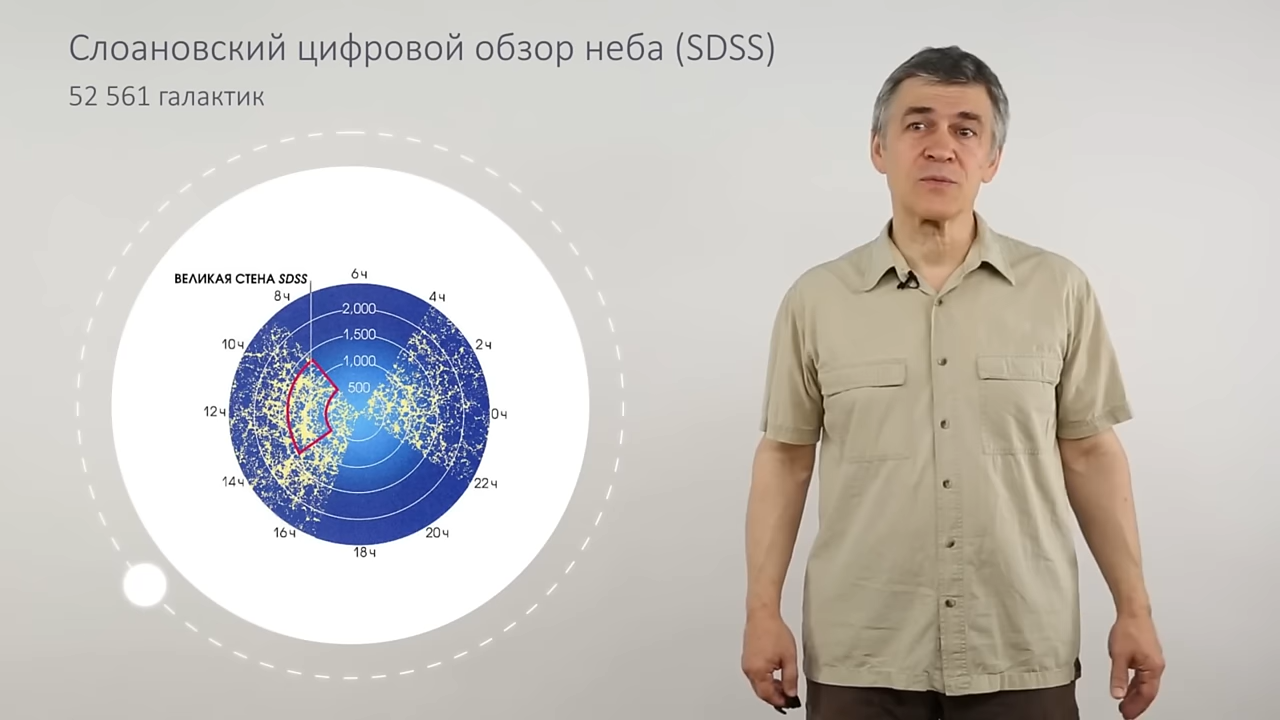 Слоановский цифровой обзор неба (SDSS)
52 561 галактик
ВЕЛИКАЯ СТЕНА SDSS
6ч
8ч
4ч
2,000
1,500
10ч
2ч
1,000
500
12ч
0ч
14ч
22ч
16ч
20ч
18ч